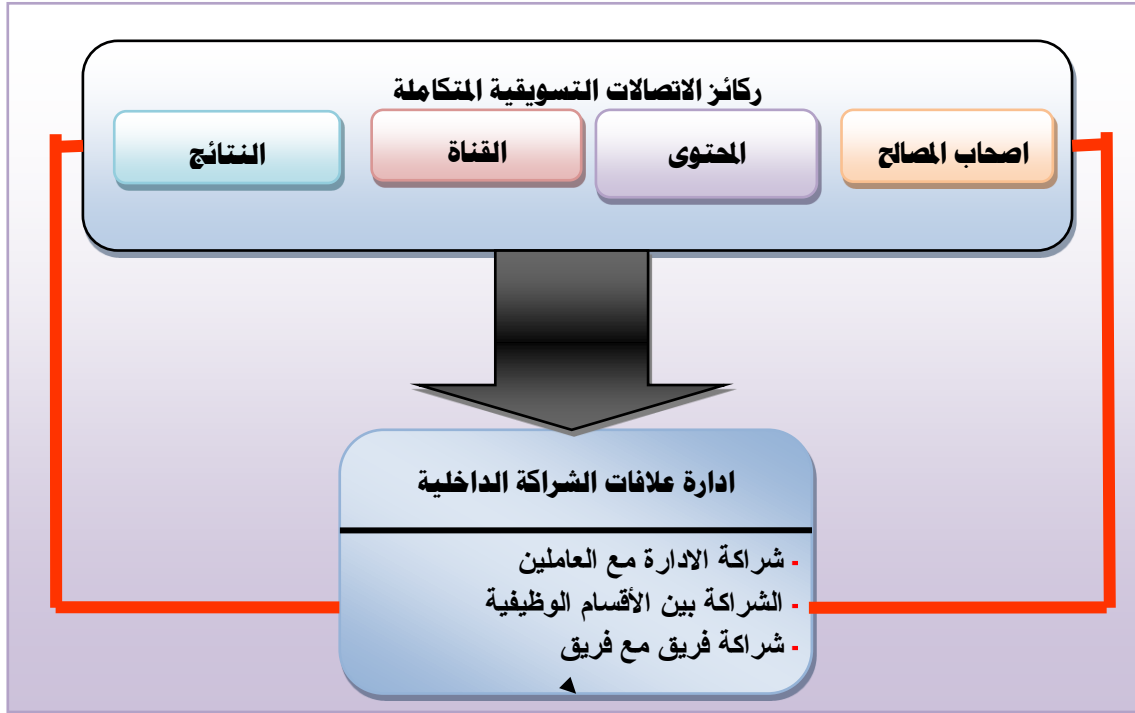 ركائز الاتصالات التسويقية المتكاملة
اصحاب المصالح
المحتوى
القناة
النتائج
ادارة علافات الشراكة الداخلية
- شراكة الادارة مع العاملين
- الشراكة بين الأقسام الوظيفية
- شراكة فريق مع فريق